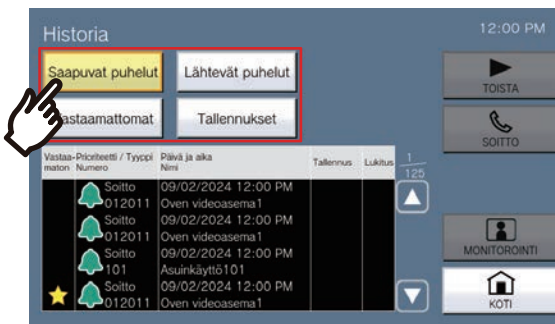 Historia
12:00 PM
Saapuvat puhelut
Lähtevät puhelut
Vastaamattomat
Tallennukset
TOISTA
SOITTO
Vastaa-
maton
Prioriteetti / Tyyppi
Numero
Päivä ja aika
Nimi
Tallennus
Lukitus
1
125
Soitto 09/02/2024 12:00 PM
012011 Oven videoasema1
Soitto 09/02/2024 12:00 PM
012011 Oven videoasema1
Soitto 09/02/2024 12:00 PM
101 Asuinkäyttö101
Soitto 09/02/2024 12:00 PM
012011 Oven videoasema1
MONITOROINTI
KOTI